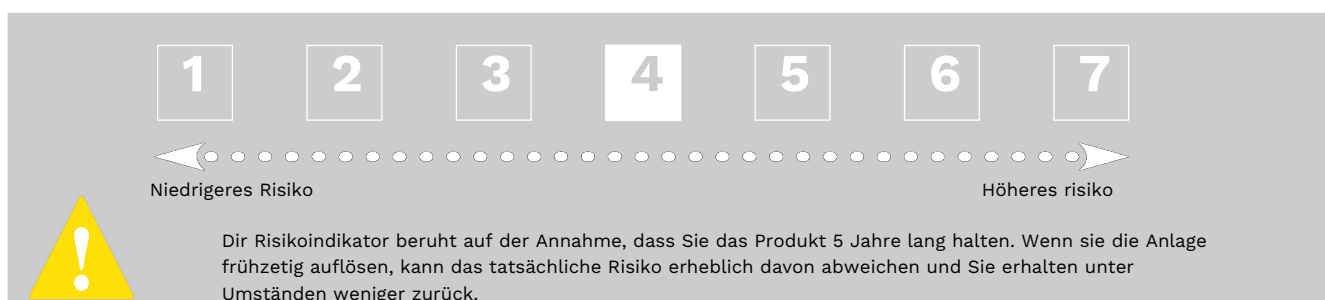 1 2 3 4 5 6 7
Niedrigeres Risiko Höheres risiko
Dir Risikoindikator beruht auf der Annahme, dass Sie das Produkt 5 Jahre lang halten. Wenn sie die Anlage
frühzetig auflösen, kann das tatsächliche Risiko erheblich davon abweichen und Sie erhalten unter
Umständen weniger zurück.